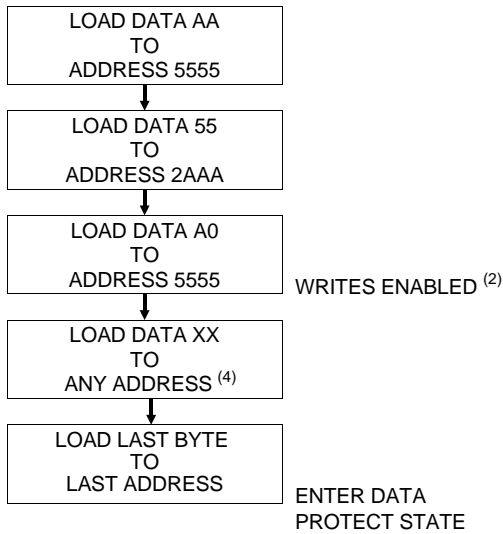 LOAD DATA AA
TO
ADDRESS 5555
LOAD DATA 55
TO
ADDRESS 2AAA
LOAD DATA A0
TO
ADDRESS 5555
WRITES ENABLED (2)
LOAD DATA XX
TO
ANY ADDRESS (4)
LOAD LAST BYTE
TO
LAST ADDRESS
ENTER DATA
PROTECT STATE